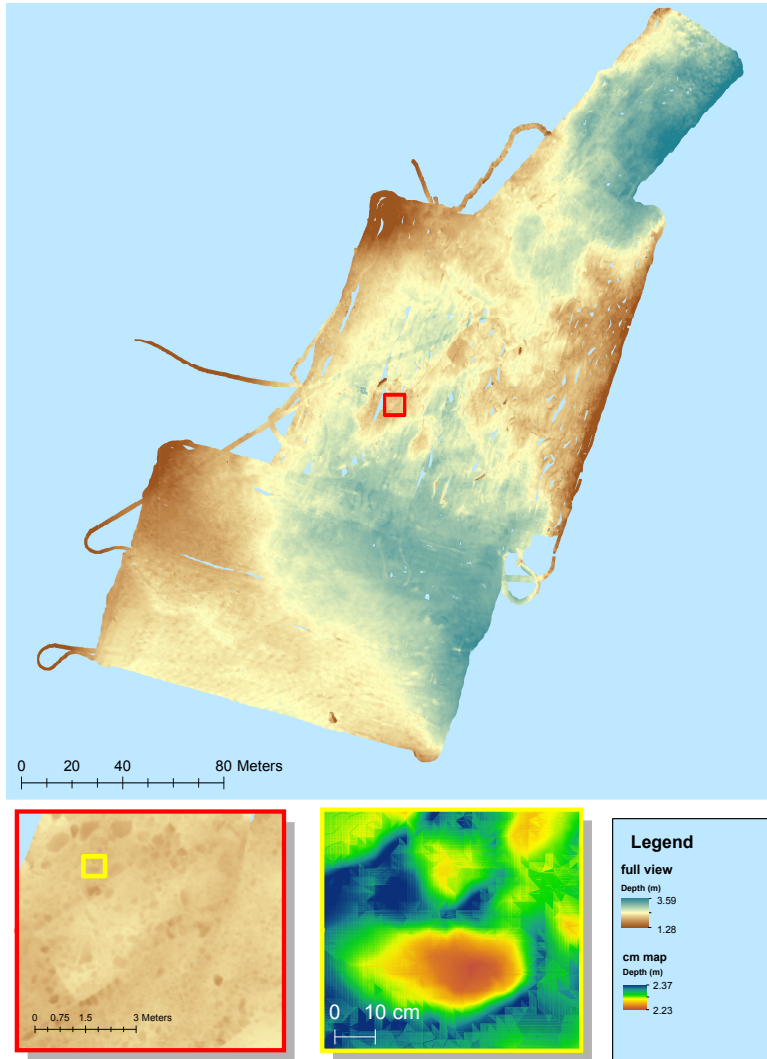 0 20 40 80 Meters
0 0.75 1.5 3 Meters
0 10 cm
Legend
full view
Depth (m)
3.59
1.28
cm map
Depth (m)
2.37
2.23